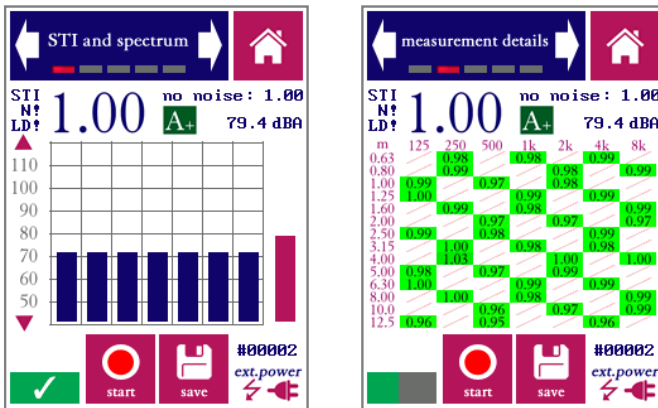 STI and spectrum
STI
N!
LD!
1.00
no noise: 1.00
A+
79.4 dBA
110
100
90
80
70
60
50
start
save
#00002
ext.power
measurement details
STI
N!
LD!
1.00
no noise: 1.00
A+
79.4 dBA
m 125 250 500 1k 2k 4k 8k
0.63 0.98 0.98 0.99
0.80 0.99 0.98 0.99
1.00 0.99 0.97 0.98
1.25 1.00 0.99 0.99
1.60 0.99 0.98 0.99
2.00 0.97 0.97 0.97
2.50 0.99 0.98 0.99
3.15 1.00 0.98 0.98
4.00 1.03 1.00 1.00
5.00 0.98 0.97 0.99
6.30 1.00 0.99 0.99
8.00 1.00 0.98 0.99
10.0 0.96 0.97 0.99
12.5 0.96 0.95 0.96
start
save
#00002
ext.power